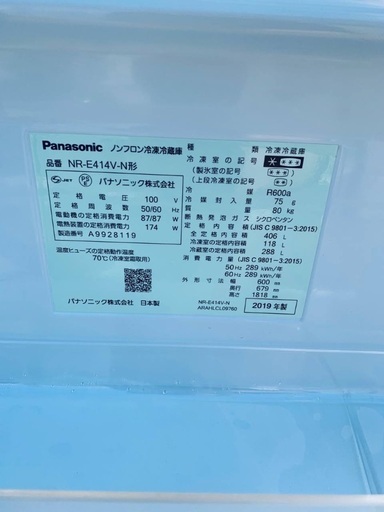 Panasonic ノンフロン冷凍冷蔵庫
品番 NR-E414V-N形
JET PSE パナソニック株式会社
定格電圧 100 V
定格周波数 50/60 Hz
電動機の定格消費電力 87/87 W
電熱装置の定格消費電力 174 W
製造番号 A9928119
温度ヒューズの定格動作温度
70℃(冷凍室霜取用)
パナソニック株式会社 日本製
種類 冷凍冷蔵庫
冷凍室の記号
(製氷室の記号)
(上段冷凍室の記号)
冷媒 R600a
冷媒封入量 75 g
質量 80 kg
断熱発泡ガス シクロペンタン
定格内容積 (JIS C 9801-3:2015)
全定格内容積 406 L
冷凍室の定格内容積 118 L
冷蔵室の定格内容積 288 L
消費電力量 (JIS C 9801-3:2015)
50Hz 289 kWh/年
60Hz 289 kWh/年
外形寸法 幅 600 mm
奥行 679 mm
高さ 1818 mm
NR-E414V-N
ARAHLCL09760
2019年製